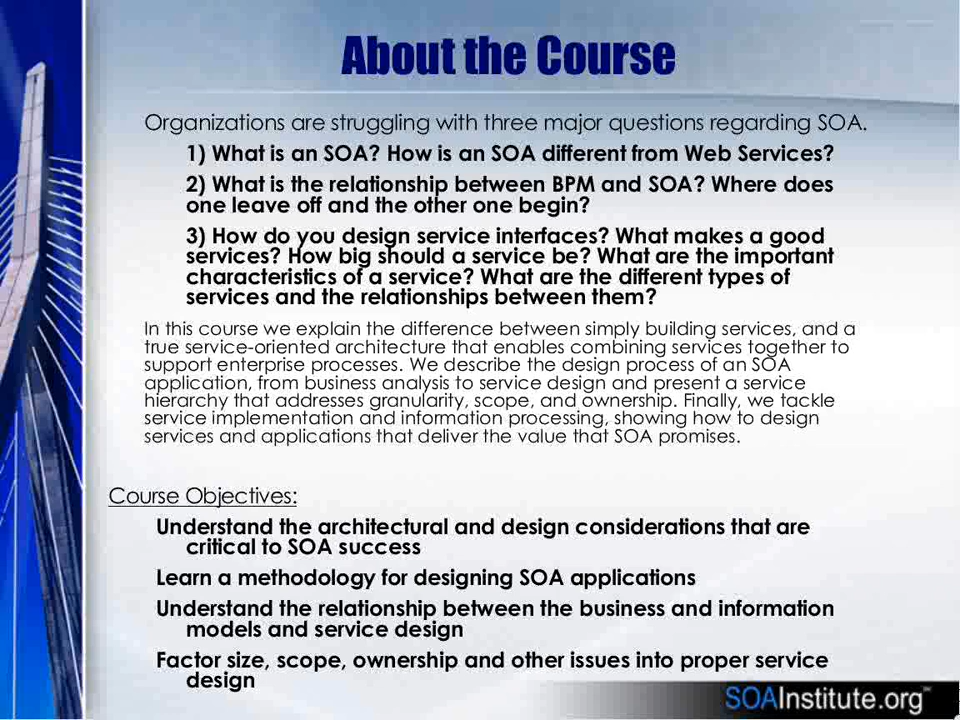 About the Course
Organizations are struggling with three major questions regarding SOA.
1) What is an SOA? How is an SOA different from Web Services?
2) What is the relationship between BPM and SOA? Where does
one leave off and the other one begin?
3) How do you design service interfaces? What makes a good
services? How big should a service be? What are the important
characteristics of a service? What are the different types of
services and the relationships between them?
In this course we explain the difference between simply building services, and a
true service-oriented architecture that enables combining services together to
support enterprise processes. We describe the design process of an SOA
application, from business analysis to service design and present a service
hierarchy that addresses granularity, scope, and ownership. Finally, we tackle
service implementation and information processing, showing how to design
services and applications that deliver the value that SOA promises.
Course Objectives:
Understand the architectural and design considerations that are
critical to SOA success
Learn a methodology for designing SOA applications
Understand the relationship between the business and information
models and service design
Factor size, scope, ownership and other issues into proper service
design
SOAInstitute.org™